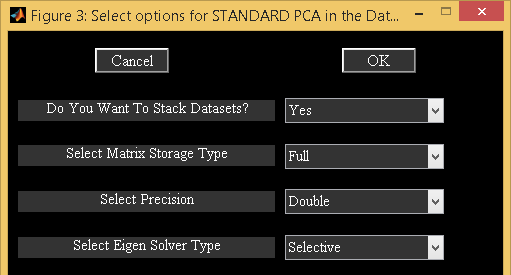 Figure 3: Select options for STANDARD PCA in the Dat...
Cancel OK
Do You Want To Stack Datasets? Yes
Select Matrix Storage Type Full
Select Precision Double
Select Eigen Solver Type Selective